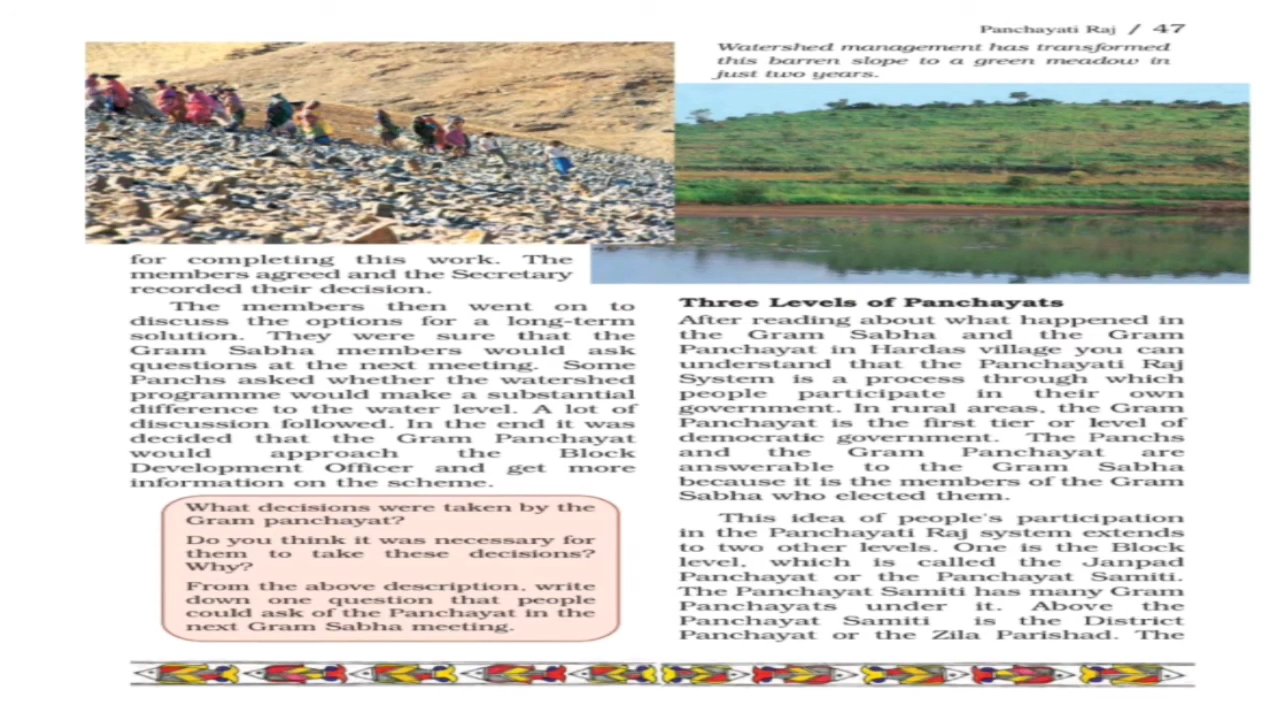 Panchayati Raj / 47
Watershed management has transformed
this barren slope to a green meadow in
just two years.
for completing this work. The
members agreed and the Secretary
recorded their decision.
The members then went on to
discuss the options for a long-term
solution. They were sure that the
Gram Sabha members would ask
questions at the next meeting. Some
Panchs asked whether the watershed
programme would make a substantial
difference to the water level. A lot of
discussion followed. In the end it was
decided that the Gram Panchayat
would approach the Block
Development Officer and get more
information on the scheme.
What decisions were taken by the
Gram panchayat?
Do you think it was necessary for
them to take these decisions?
Why?
From the above description, write
down one question that people
could ask of the Panchayat in the
next Gram Sabha meeting.
Three Levels of Panchayats
After reading about what happened in
the Gram Sabha and the Gram
Panchayat in Hardas village you can
understand that the Panchayati Raj
System is a process through which
people participate in their own
government. In rural areas, the Gram
Panchayat is the first tier or level of
democratic government. The Panchs
and the Gram Panchayat are
answerable to the Gram Sabha
because it is the members of the Gram
Sabha who elected them.
This idea of people's participation
in the Panchayati Raj system extends
to two other levels. One is the Block
level, which is called the Janpad
Panchayat or the Panchayat Samiti.
The Panchayat Samiti has many Gram
Panchayats under it. Above the
Panchayat Samiti is the District
Panchayat or the Zila Parishad. The